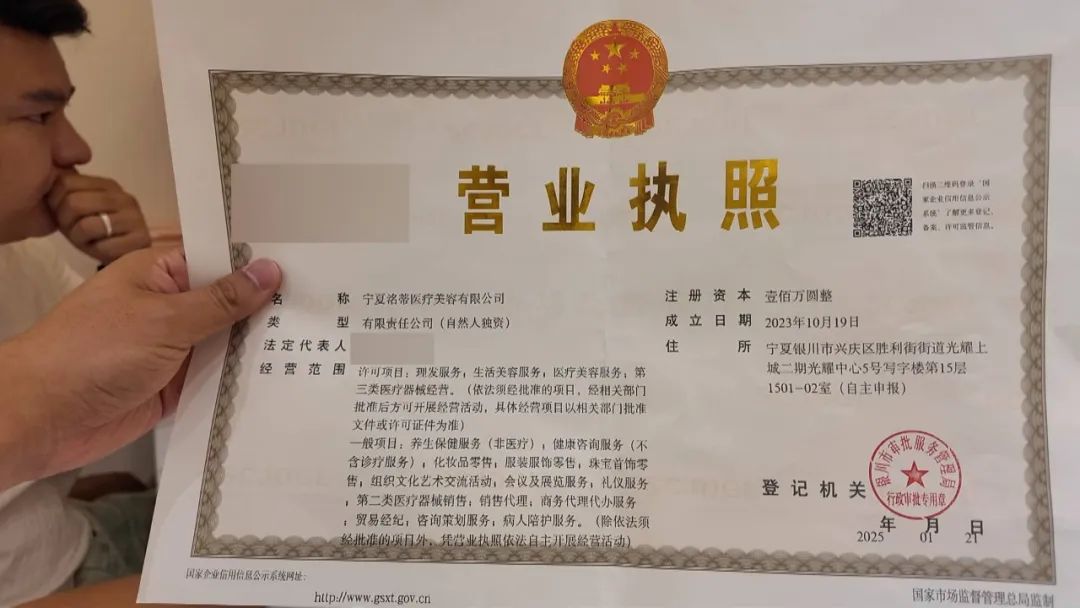 营业执照
扫描二维码登录“国
家企业信用信息公示
系统”了解更多登记、
备案、许可监管信息。
名称 宁夏洺蒂医疗美容有限公司
类型 有限责任公司（自然人独资）
法定代表人
经营范围 许可项目：理发服务；生活美容服务；医疗美容服务；第
三类医疗器械经营。（依法须经批准的项目，经相关部门
批准后方可开展经营活动，具体经营项目以相关部门批准
文件或许可证件为准）
一般项目：养生保健服务（非医疗）；健康咨询服务（不
含诊疗服务）；化妆品零售；服装服饰零售；珠宝首饰零
售；组织文化艺术交流活动；会议及展览服务；礼仪服务
；第二类医疗器械销售；销售代理；商务代理代办服务
；贸易经纪；咨询策划服务；病人陪护服务。（除依法须
经批准的项目外，凭营业执照依法自主开展经营活动）
注册资本 壹佰万圆整
成立日期 2023年10月19日
住所 宁夏银川市兴庆区胜利街街道光耀上
城二期光耀中心5号写字楼第15层
1501-02室（自主申报）
登记机关
银川市审批服务管理局
行政审批专用章
2025年01月21日
国家企业信用信息公示系统网址：
http://www.gsxt.gov.cn
国家市场监督管理总局监制